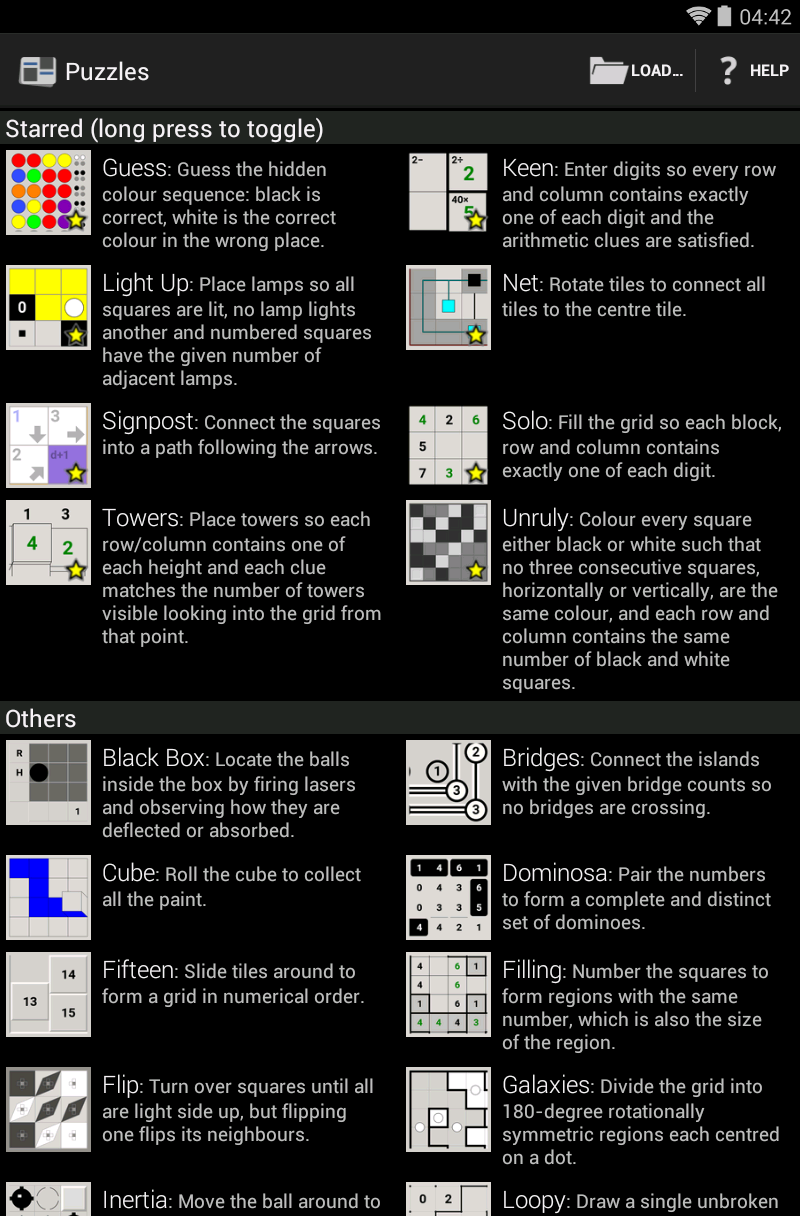 04:42
Puzzles
LOAD...
? HELP
Starred (long press to toggle)
Guess: Guess the hidden
colour sequence: black is
correct, white is the correct
colour in the wrong place.
2− 2÷
2
40×
5
Keen: Enter digits so every row
and column contains exactly
one of each digit and the
arithmetic clues are satisfied.
0
Light Up: Place lamps so all
squares are lit, no lamp lights
another and numbered squares
have the given number of
adjacent lamps.
Net: Rotate tiles to connect all
tiles to the centre tile.
1 3
2 d+1
Signpost: Connect the squares
into a path following the arrows.
4 2 6
5
7 3
Solo: Fill the grid so each block,
row and column contains
exactly one of each digit.
1 3
4 2
Towers: Place towers so each
row/column contains one of
each height and each clue
matches the number of towers
visible looking into the grid from
that point.
Unruly: Colour every square
either black or white such that
no three consecutive squares,
horizontally or vertically, are the
same colour, and each row and
column contains the same
number of black and white
squares.
Others
R
H
1
Black Box: Locate the balls
inside the box by firing lasers
and observing how they are
deflected or absorbed.
2
1
3
3
Bridges: Connect the islands
with the given bridge counts so
no bridges are crossing.
Cube: Roll the cube to collect
all the paint.
1 4 6 1
0 4 3 6
0 3 3 5
4 4 2 1
Dominosa: Pair the numbers
to form a complete and distinct
set of dominoes.
14
13
15
Fifteen: Slide tiles around to
form a grid in numerical order.
4 6 1
4 6
1 6 1
4 4 4 3
Filling: Number the squares to
form regions with the same
number, which is also the size
of the region.
Flip: Turn over squares until all
are light side up, but flipping
one flips its neighbours.
Galaxies: Divide the grid into
180-degree rotationally
symmetric regions each centred
on a dot.
Inertia: Move the ball around to
0 2
Loopy: Draw a single unbroken